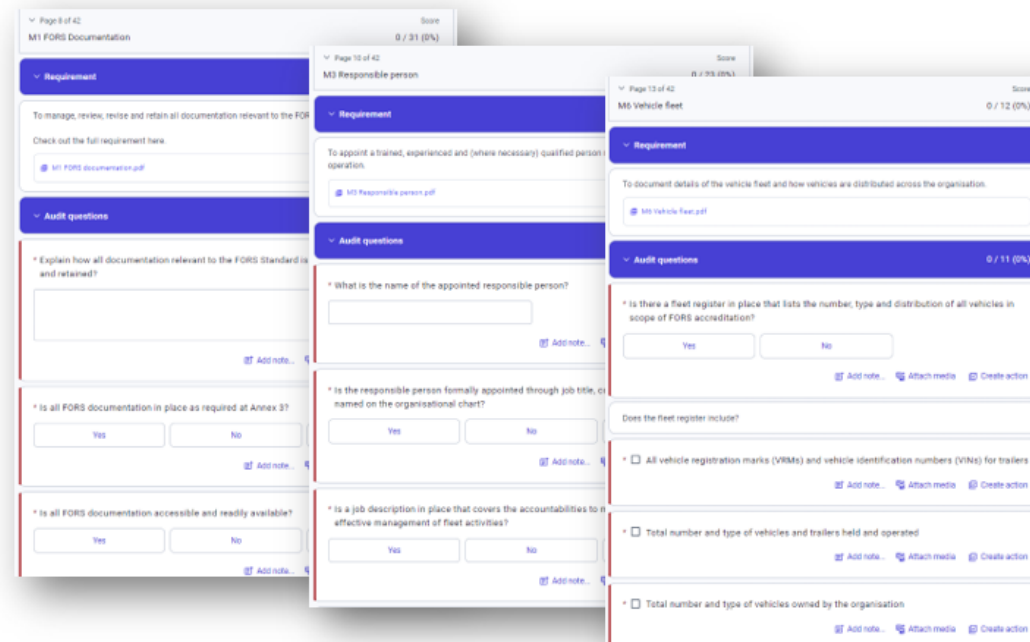 Page 8 of 42
Score
M1 FORS Documentation
0 / 31 (0%)
Requirement
To manage, review, revise and retain all documentation relevant to the FOR
Check out the full requirement here.
M1 FORS documentation.pdf
Audit questions
* Explain how all documentation relevant to the FORS Standard is
and retained?
Add note...
* Is all FORS documentation in place as required at Annex 3?
Yes
No
Add note...
* Is all FORS documentation accessible and readily available?
Yes
No
Add note...
Page 10 of 42
Score
M3 Responsible person
0 / 23 (0%)
Requirement
To appoint a trained, experienced and (where necessary) qualified person
operation.
M3 Responsible person.pdf
Audit questions
* What is the name of the appointed responsible person?
Add note...
* Is the responsible person formally appointed through job title,
named on the organisational chart?
Yes
No
Add note...
* Is a job description in place that covers the accountabilities to
effective management of fleet activities?
Yes
No
Add note...
Page 13 of 42
Score
M6 Vehicle fleet
0 / 12 (0%)
Requirement
To document details of the vehicle fleet and how vehicles are distributed across the organisation.
M6 Vehicle fleet.pdf
Audit questions
0 / 11 (0%)
* Is there a fleet register in place that lists the number, type and distribution of all vehicles in
scope of FORS accreditation?
Yes
No
Add note... Attach media Create action
Does the fleet register include?
* All vehicle registration marks (VRMs) and vehicle identification numbers (VINs) for trailers
Add note... Attach media Create action
* Total number and type of vehicles and trailers held and operated
Add note... Attach media Create action
* Total number and type of vehicles owned by the organisation
Add note... Attach media Create action